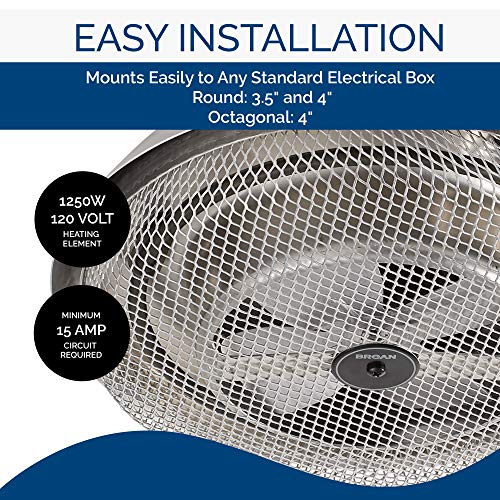 EASY INSTALLATION
Mounts Easily to Any Standard Electrical Box
Round: 3.5" and 4"
Octagonal: 4"
1250W
120 VOLT
HEATING
ELEMENT
MINIMUM
15 AMP
CIRCUIT
REQUIRED
BROAN